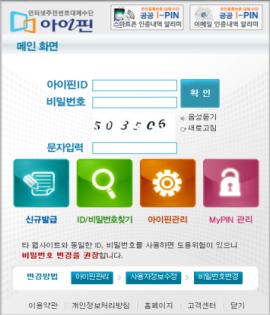 인터넷주민번호대체수단
아이핀
공공 I-PIN
스마트폰 인증내역 알리미
공공 I-PIN
이메일 인증내역 알리미
메인 화면
아이핀ID
확 인
비밀번호
503506
음성듣기
새로고침
문자입력
신규발급
ID/비밀번호찾기
아이핀관리
MyPIN 관리
타 웹사이트와 동일한 ID, 비밀번호를 사용하면 도용위험이 있으니
비밀번호 변경을 권장합니다.
변경방법
아이핀관리 > 사용자정보수정 > 비밀번호변경
이용약관 | 개인정보처리방침 | 홈페이지 | 고객센터 | 닫기